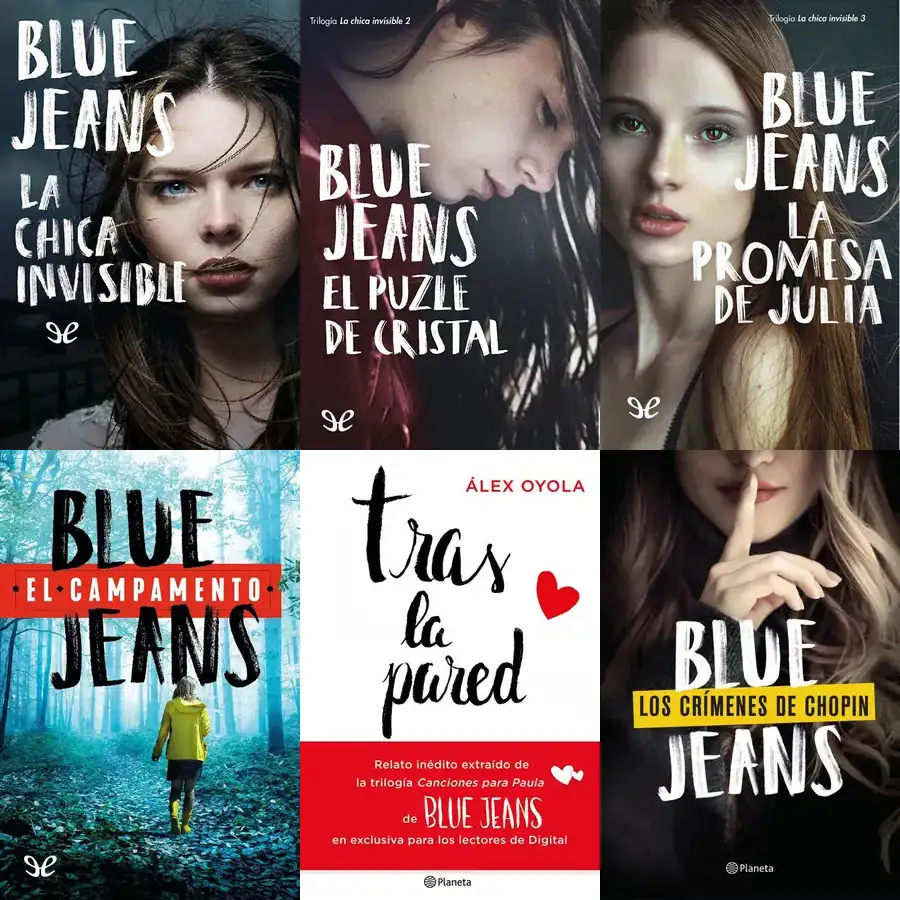 BLUE
JEANS
LA
CHICA
INVISIBLE
Trilogía La chica invisible 2
BLUE
JEANS
EL PUZLE
DE CRISTAL
Trilogía La chica invisible 3
BLUE
JEANS
LA
PROMESA
DE JULIA
BLUE
EL CAMPAMENTO
JEANS
ÁLEX OYOLA
tras
la
pared
Relato inédito extraído de
la trilogía Canciones para Paula
de BLUE JEANS
en exclusiva para los lectores de Digital
Planeta
BLUE
LOS CRÍMENES DE CHOPIN
JEANS
Planeta